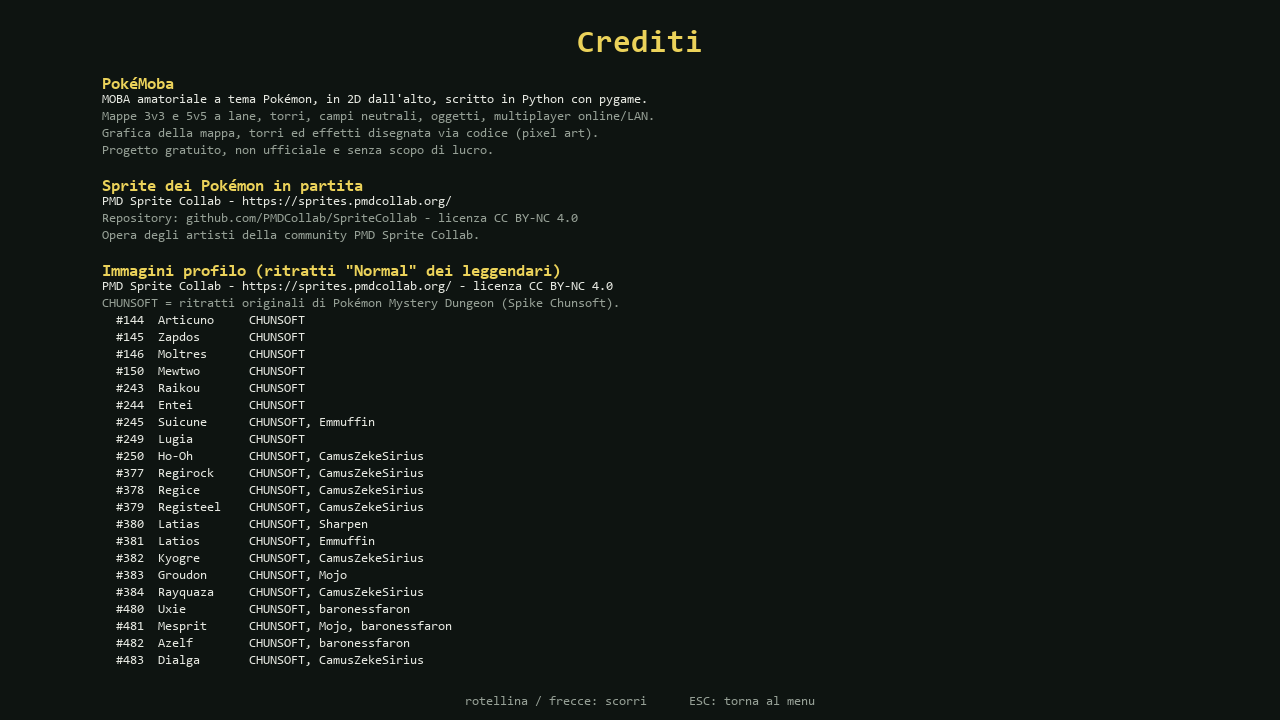 Crediti
PokéMoba
MOBA amatoriale a tema Pokémon, in 2D dall'alto, scritto in Python con pygame.
Mappe 3v3 e 5v5 a lane, torri, campi neutrali, oggetti, multiplayer online/LAN.
Grafica della mappa, torri ed effetti disegnata via codice (pixel art).
Progetto gratuito, non ufficiale e senza scopo di lucro.
Sprite dei Pokémon in partita
PMD Sprite Collab - https://sprites.pmdcollab.org/
Repository: github.com/PMDCollab/SpriteCollab - licenza CC BY-NC 4.0
Opera degli artisti della community PMD Sprite Collab.
Immagini profilo (ritratti "Normal" dei leggendari)
PMD Sprite Collab - https://sprites.pmdcollab.org/ - licenza CC BY-NC 4.0
CHUNSOFT = ritratti originali di Pokémon Mystery Dungeon (Spike Chunsoft).
#144 Articuno CHUNSOFT
#145 Zapdos CHUNSOFT
#146 Moltres CHUNSOFT
#150 Mewtwo CHUNSOFT
#243 Raikou CHUNSOFT
#244 Entei CHUNSOFT
#245 Suicune CHUNSOFT, Emmuffin
#249 Lugia CHUNSOFT
#250 Ho-Oh CHUNSOFT, CamusZekeSirius
#377 Regirock CHUNSOFT, CamusZekeSirius
#378 Regice CHUNSOFT, CamusZekeSirius
#379 Registeel CHUNSOFT, CamusZekeSirius
#380 Latias CHUNSOFT, Sharpen
#381 Latios CHUNSOFT, Emmuffin
#382 Kyogre CHUNSOFT, CamusZekeSirius
#383 Groudon CHUNSOFT, Mojo
#384 Rayquaza CHUNSOFT, CamusZekeSirius
#480 Uxie CHUNSOFT, baronessfaron
#481 Mesprit CHUNSOFT, Mojo, baronessfaron
#482 Azelf CHUNSOFT, baronessfaron
#483 Dialga CHUNSOFT, CamusZekeSirius
rotellina / frecce: scorri ESC: torna al menu